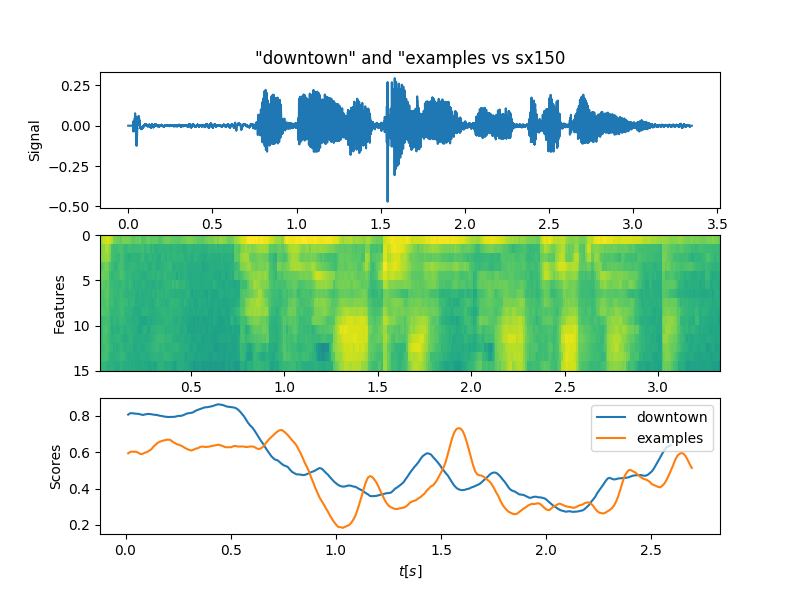 "downtown" and "examples vs sx150
Signal
0.25
0.00
−0.25
−0.50
0.0 0.5 1.0 1.5 2.0 2.5 3.0 3.5
Features
0
5
10
15
0.5 1.0 1.5 2.0 2.5 3.0
Scores
0.8
0.6
0.4
0.2
downtown
examples
0.0 0.5 1.0 1.5 2.0 2.5
t[s]